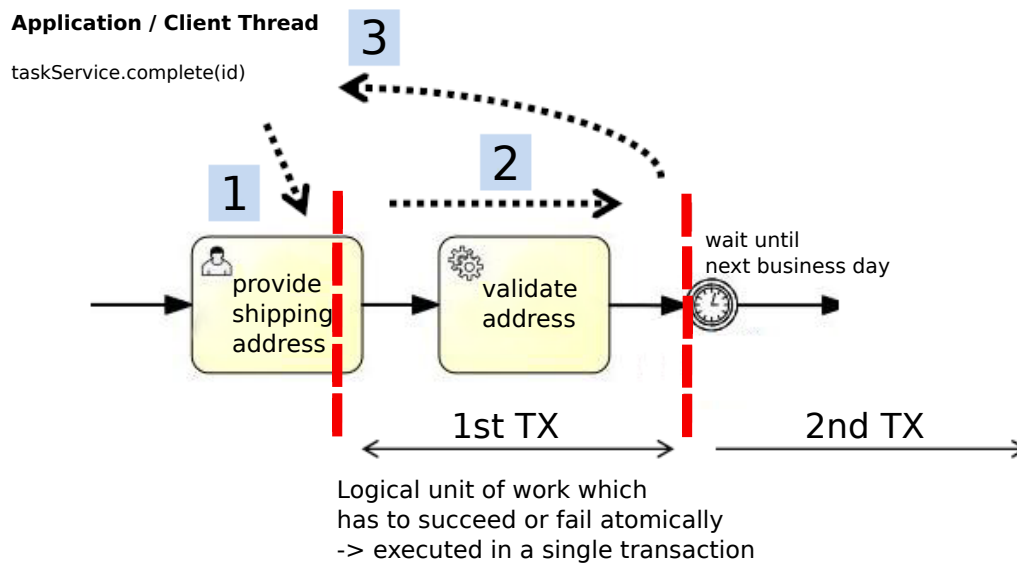 Application / Client Thread
3
taskService.complete(id)
1
2
wait until
next business day
provide
shipping
address
validate
address
1st TX
2nd TX
Logical unit of work which
has to succeed or fail atomically
-> executed in a single transaction